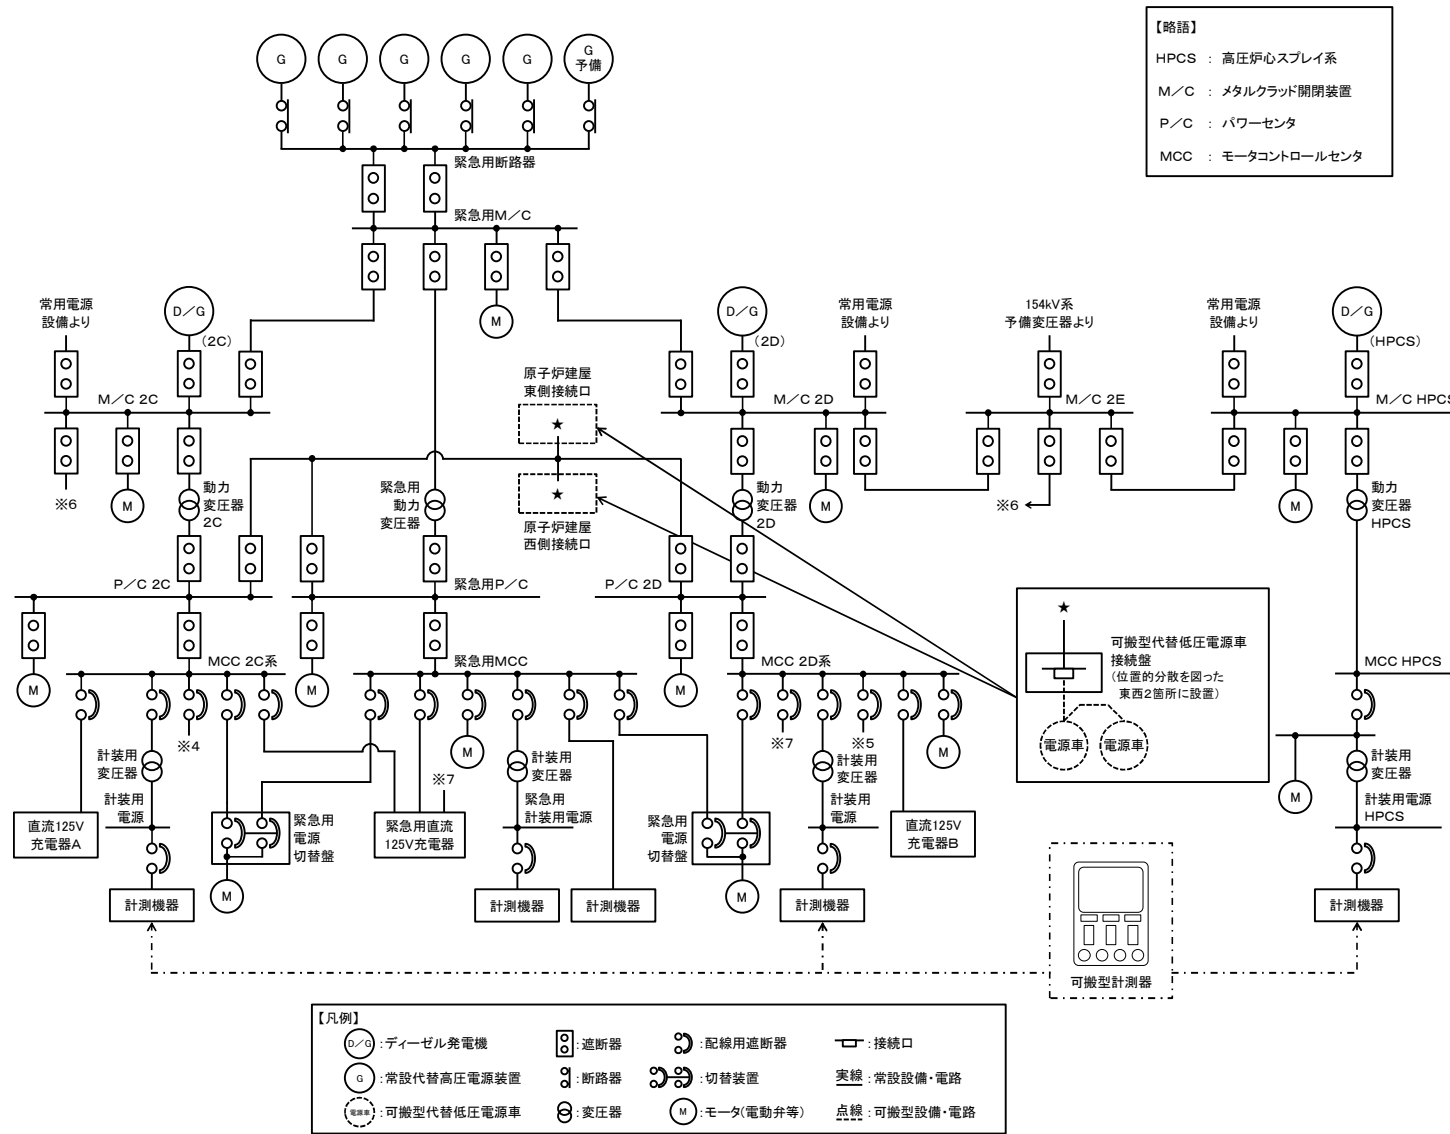 【略語】
HPCS : 高圧炉心スプレイ系
M/C : メタルクラッド開閉装置
P/C : パワーセンタ
MCC : モータコントロールセンタ
G
G
G
G
G
G
予備
緊急用断路器
緊急用M/C
常用電源
設備より
D/G
(2C)
M
D/G
(2D)
常用電源
設備より
154kV系
予備変圧器より
常用電源
設備より
D/G
(HPCS)
M/C 2C
原子炉建屋
東側接続口
★
M/C 2D
M/C 2E
M/C HPCS
※6
M
動力
変圧器
2C
緊急用
動力
変圧器
★
原子炉建屋
西側接続口
動力
変圧器
2D
M
※6
M
動力
変圧器
HPCS
P/C 2C
緊急用P/C
P/C 2D
M
MCC 2C系
M
緊急用MCC
M
MCC 2D系
MCC HPCS
★
可搬型代替低圧電源車
接続盤
(位置的分散を図った
東西2箇所に設置)
電源車
電源車
※4
M
※7
※5
M
計装用
変圧器
※7
計装用
変圧器
計装用
変圧器
計装用
変圧器
M
計装用
電源
緊急用
計装用電源
計装用
電源
計装用電源
HPCS
直流125V
充電器A
緊急用
電源
切替盤
緊急用直流
125V充電器
緊急用
電源
切替盤
直流125V
充電器B
M
M
計測機器
計測機器
計測機器
計測機器
計測機器
可搬型計測器
【凡例】
D/G :ディーゼル発電機
:遮断器
:配線用遮断器
:接続口
G :常設代替高圧電源装置
:断路器
:切替装置
実線 :常設設備・電路
電源車 :可搬型代替低圧電源車
:変圧器
M :モータ(電動弁等)
点線 :可搬型設備・電路